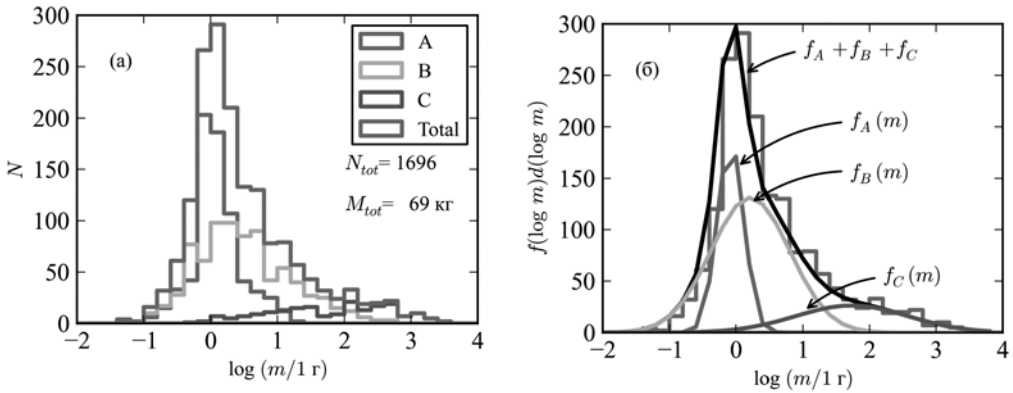 300
250
200
150
100
50
0
N
(а)
A
B
C
Total
N_tot= 1696
M_tot= 69 кг
−2 −1 0 1 2 3 4
log (m/1 г)
300
250
200
150
100
50
0
f(log m)d(log m)
(б)
f_A + f_B + f_C
f_A (m)
f_B (m)
f_C (m)
−2 −1 0 1 2 3 4
log (m/1 г)